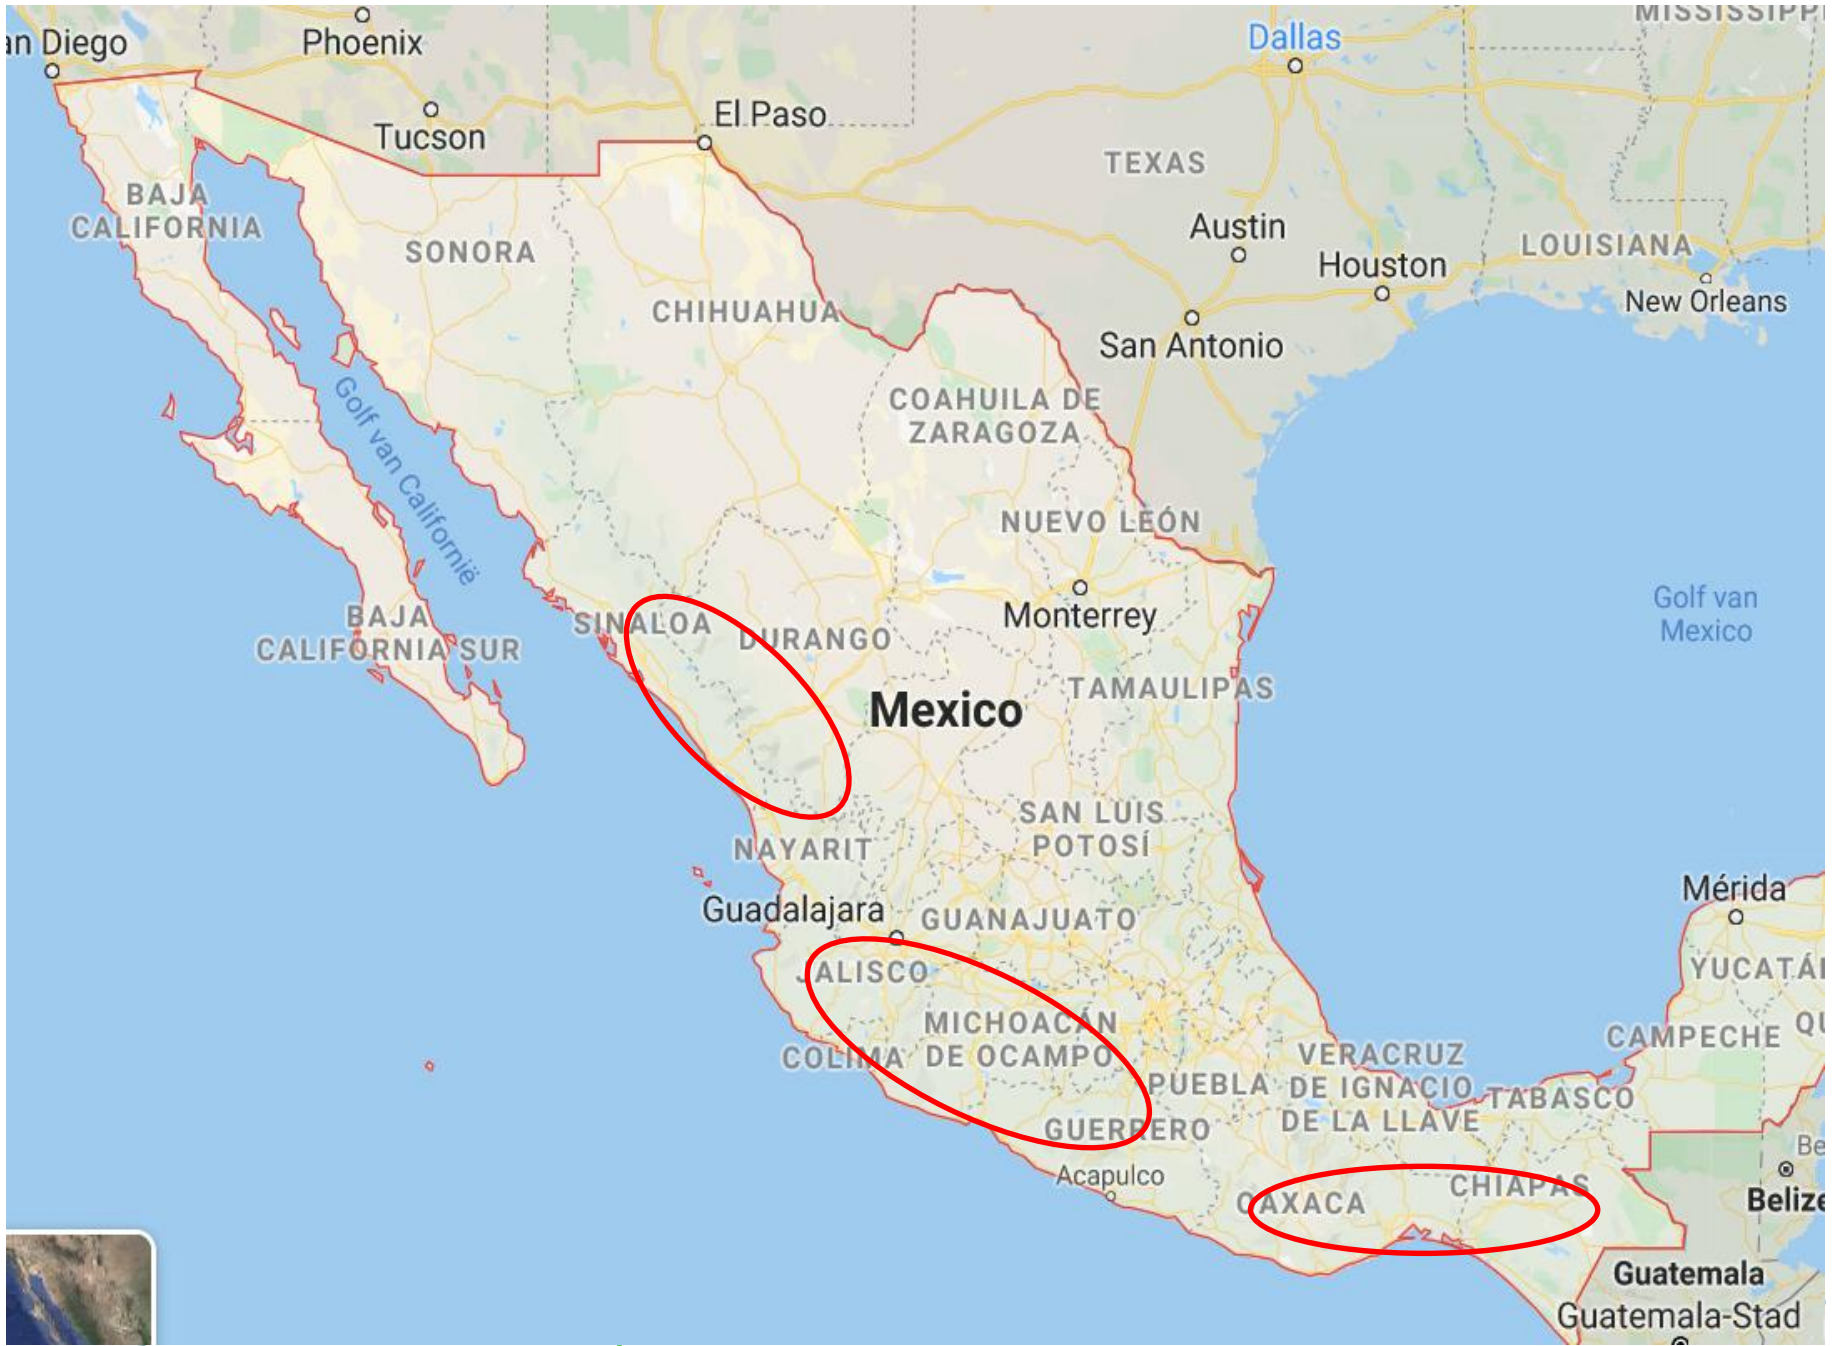 MISSISSIPPI
an Diego
Phoenix
Dallas
El Paso
Tucson
TEXAS
BAJA
CALIFORNIA
Austin
SONORA
Houston
LOUISIANA
New Orleans
CHIHUAHUA
San Antonio
Golf van Californië
COAHUILA DE
ZARAGOZA
NUEVO LEÓN
Monterrey
Golf van
Mexico
BAJA
CALIFORNIA SUR
SINALOA
DURANGO
TAMAULIPAS
Mexico
SAN LUIS
POTOSÍ
NAYARIT
Mérida
Guadalajara
GUANAJUATO
JALISCO
YUCATÁ
MICHOACÁN
DE OCAMPO
CAMPECHE
QU
COLIMA
VERACRUZ
DE IGNACIO
DE LA LLAVE
PUEBLA
TABASCO
GUERRERO
Be
Acapulco
OAXACA
CHIAPAS
Belize
Guatemala
Guatemala-Stad